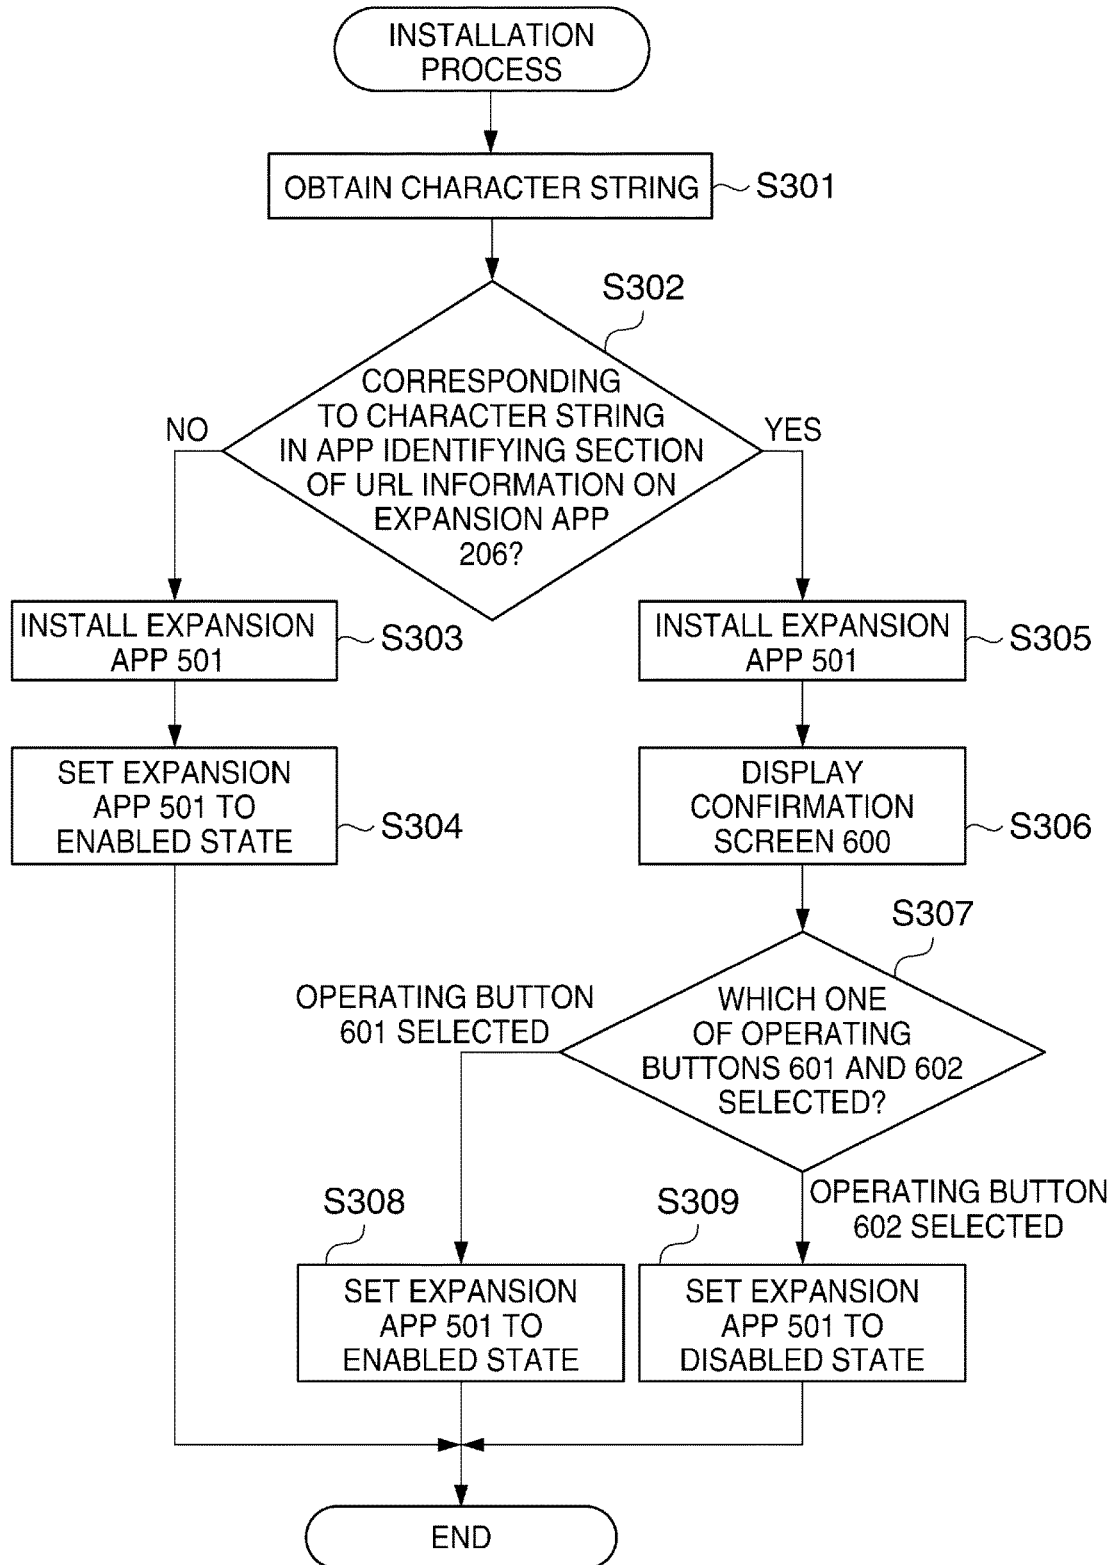 INSTALLATION
PROCESS
OBTAIN CHARACTER STRING
S301
S302
CORRESPONDING
TO CHARACTER STRING
IN APP IDENTIFYING SECTION
OF URL INFORMATION ON
EXPANSION APP
206?
NO
YES
INSTALL EXPANSION
APP 501
S303
INSTALL EXPANSION
APP 501
S305
SET EXPANSION
APP 501 TO
ENABLED STATE
S304
DISPLAY
CONFIRMATION
SCREEN 600
S306
S307
WHICH ONE
OF OPERATING
BUTTONS 601 AND 602
SELECTED?
OPERATING BUTTON
601 SELECTED
OPERATING BUTTON
602 SELECTED
S308
SET EXPANSION
APP 501 TO
ENABLED STATE
S309
SET EXPANSION
APP 501 TO
DISABLED STATE
END